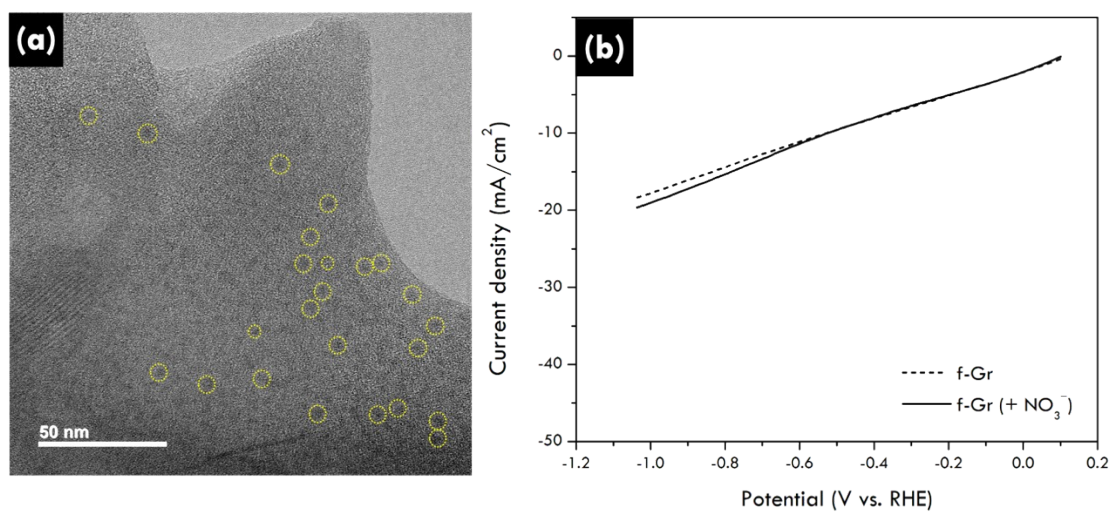 (a)
50 nm
(b)
Current density (mA/cm²)
0
-10
-20
-30
-40
-50
f-Gr
f-Gr (+ NO₃⁻)
-1.2 -1.0 -0.8 -0.6 -0.4 -0.2 0.0 0.2
Potential (V vs. RHE)